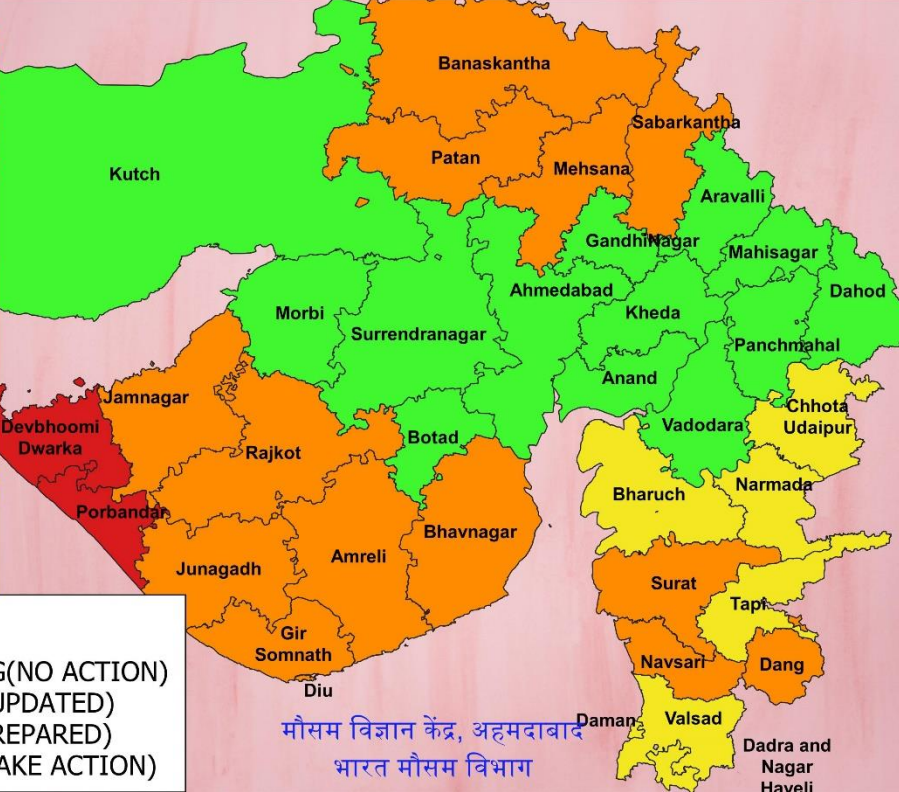 Banaskantha
Sabarkantha
Patan
Mehsana
Kutch
Aravalli
GandhiNagar
Mahisagar
Ahmedabad
Dahod
Morbi
Kheda
Surrendranagar
Panchmahal
Anand
Jamnagar
Chhota
Udaipur
Devbhoomi
Dwarka
Vadodara
Botad
Rajkot
Narmada
Bharuch
Porbandar
Bhavnagar
Amreli
Junagadh
Surat
Tapi
Gir
Somnath
Navsari
Dang
Diu
G(NO ACTION)
UPDATED)
REPARED)
AKE ACTION)
Daman
Valsad
मौसम विज्ञान केंद्र, अहमदाबाद
भारत मौसम विभाग
Dadra and
Nagar
Haveli